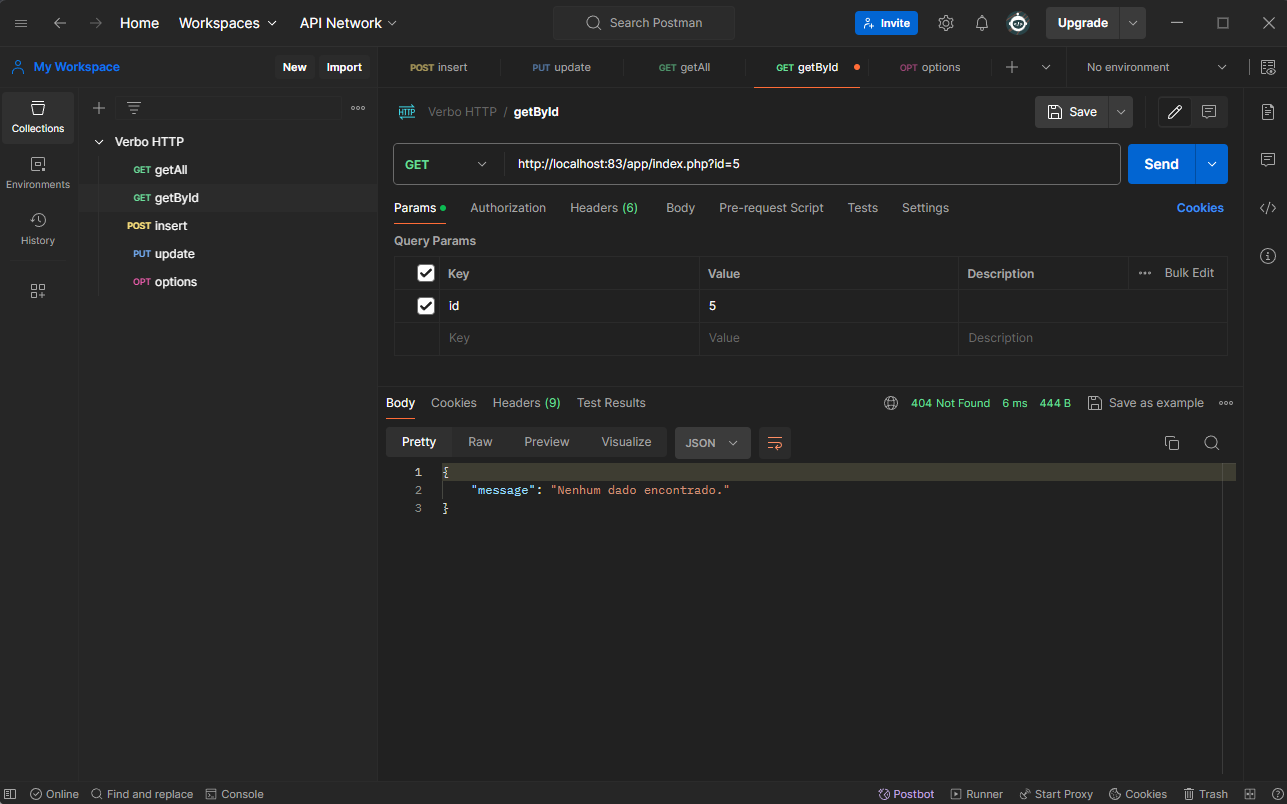 Home Workspaces API Network Search Postman Invite Upgrade
My Workspace New Import POST insert PUT update GET getAll GET getById OPT options No environment
Collections
Environments
History
Verbo HTTP
GET getAll
GET getById
POST insert
PUT update
OPT options
HTTP Verbo HTTP / getById Save
GET http://localhost:83/app/index.php?id=5 Send
Params Authorization Headers (6) Body Pre-request Script Tests Settings Cookies
Query Params
Key Value Description Bulk Edit
id 5
Key Value Description
Body Cookies Headers (9) Test Results 404 Not Found 6 ms 444 B Save as example
Pretty Raw Preview Visualize JSON
1 {
2 "message": "Nenhum dado encontrado."
3 }
Online Find and replace Console Postbot Runner Start Proxy Cookies Trash